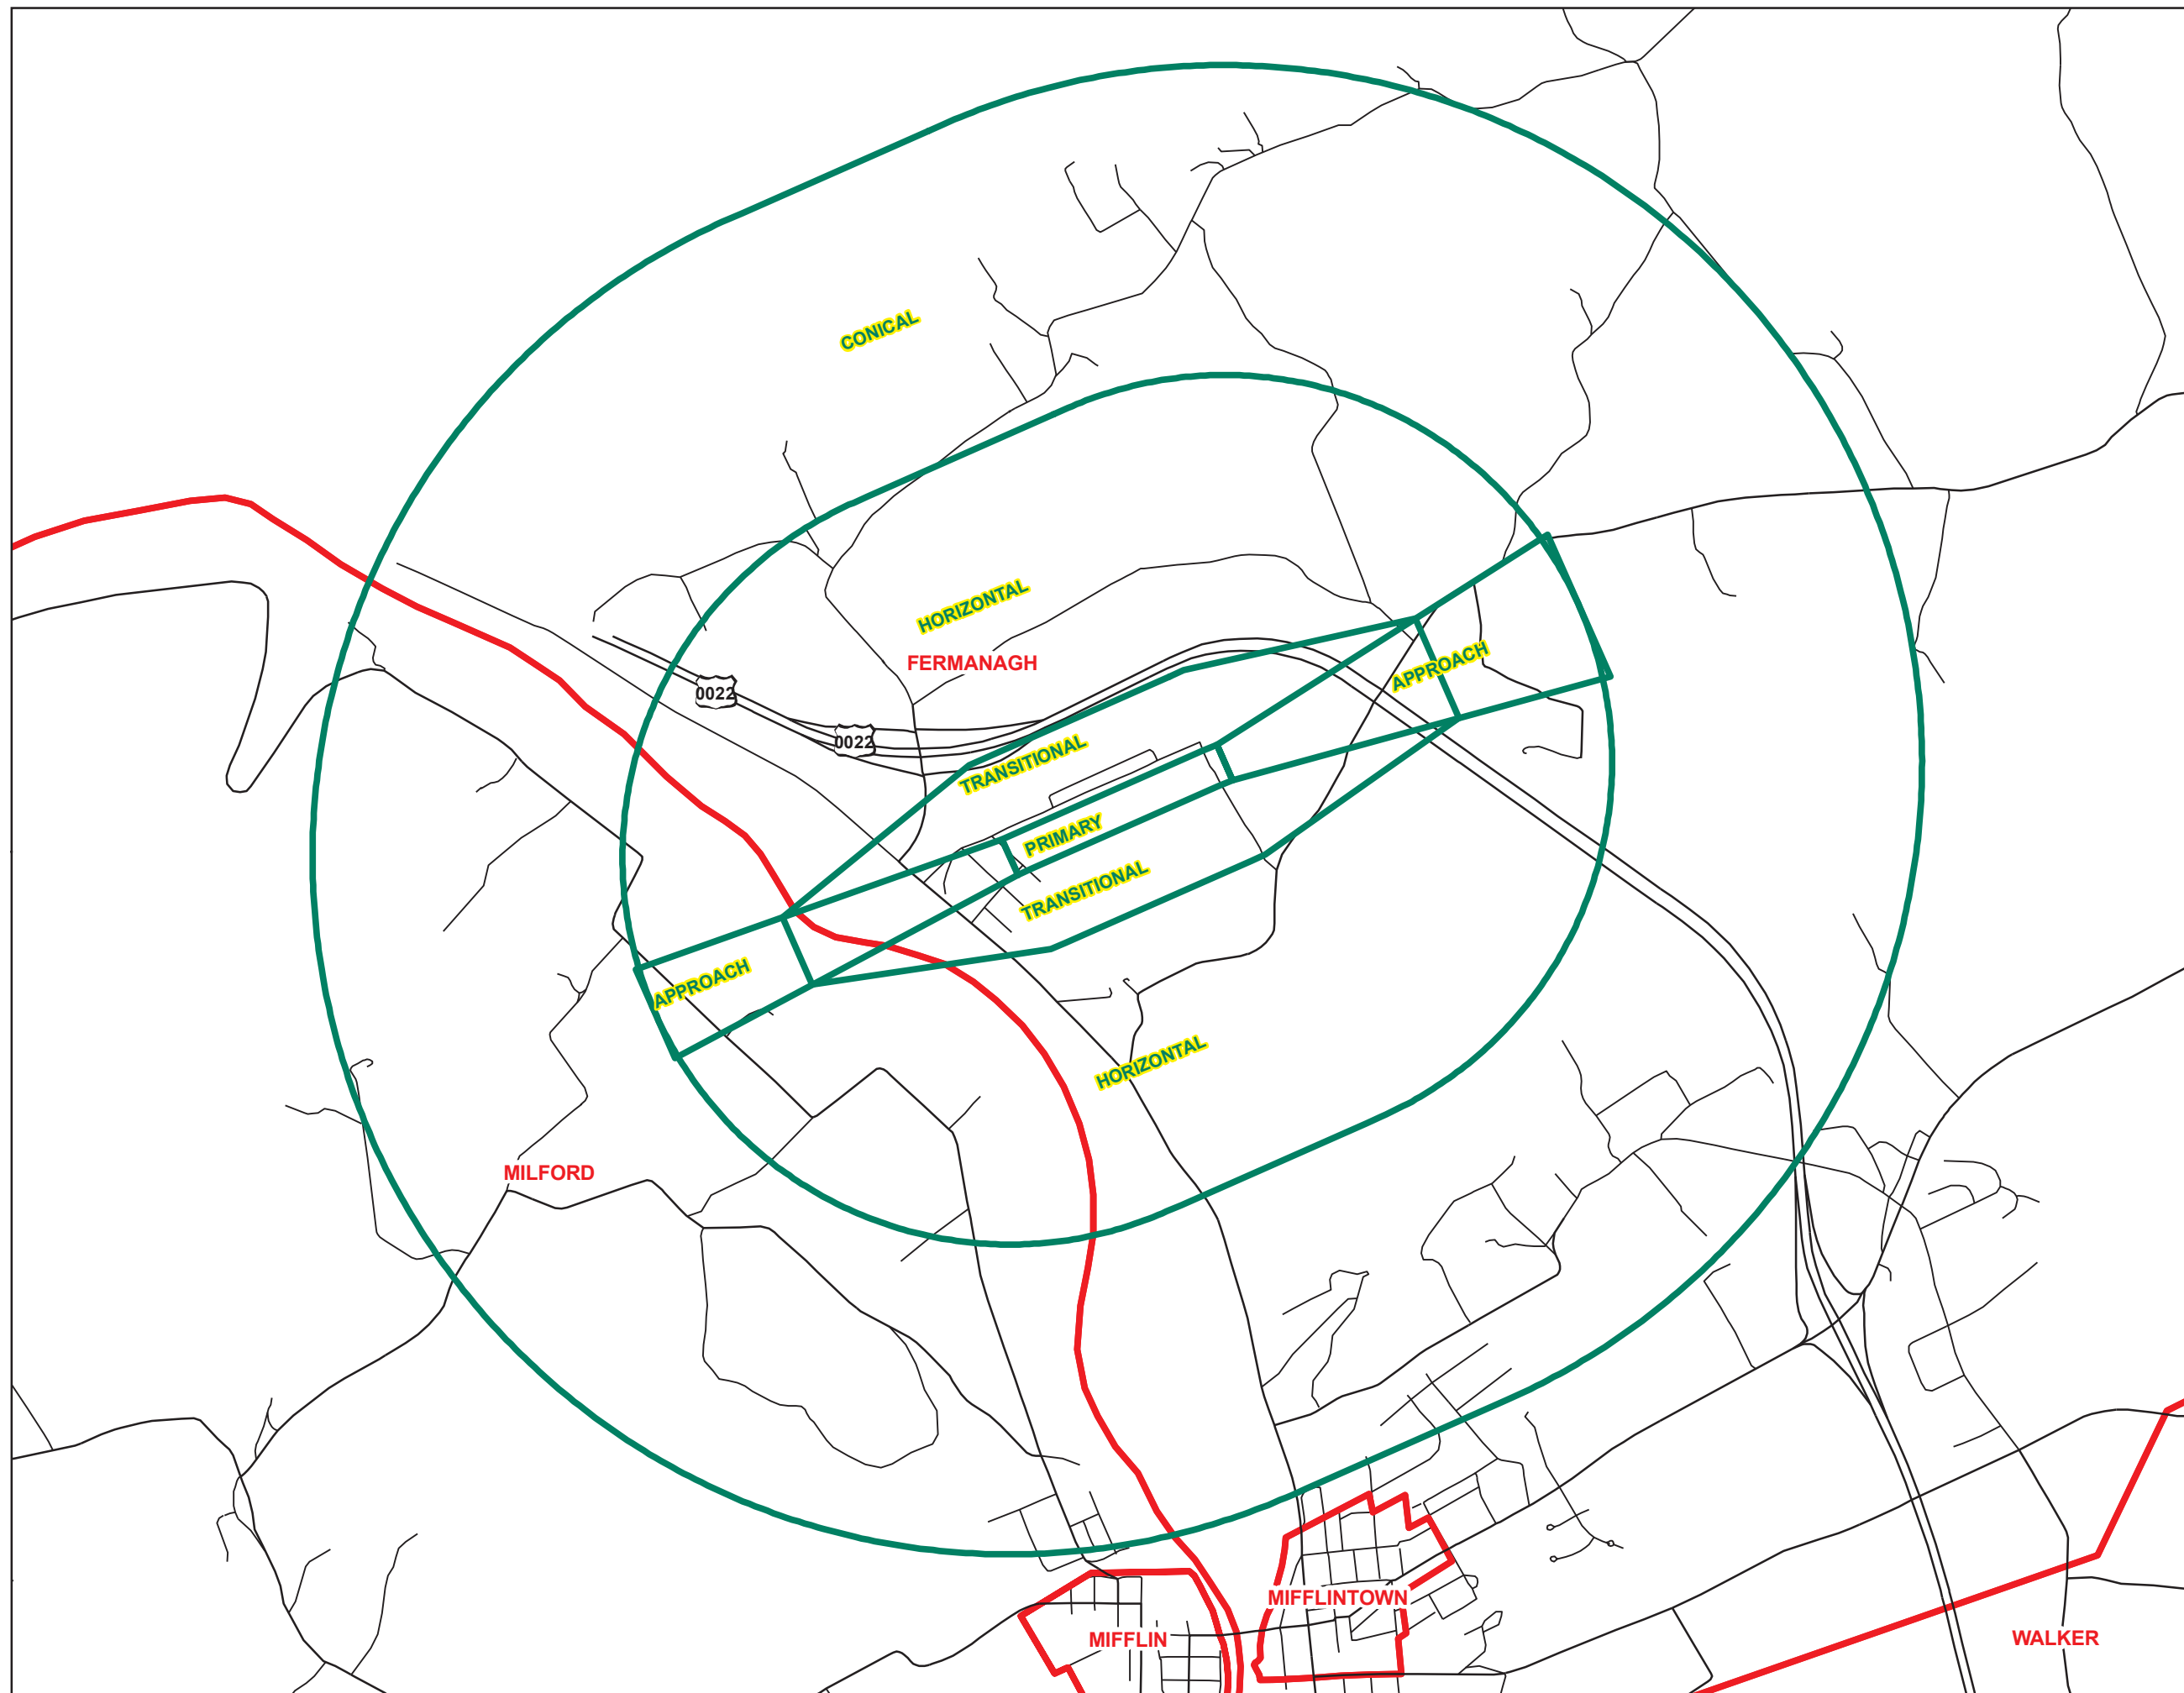 CONICAL
HORIZONTAL
FERMANAGH
APPROACH
0022
0022
TRANSITIONAL
PRIMARY
TRANSITIONAL
APPROACH
HORIZONTAL
MILFORD
MIFFLINTOWN
MIFFLIN
WALKER